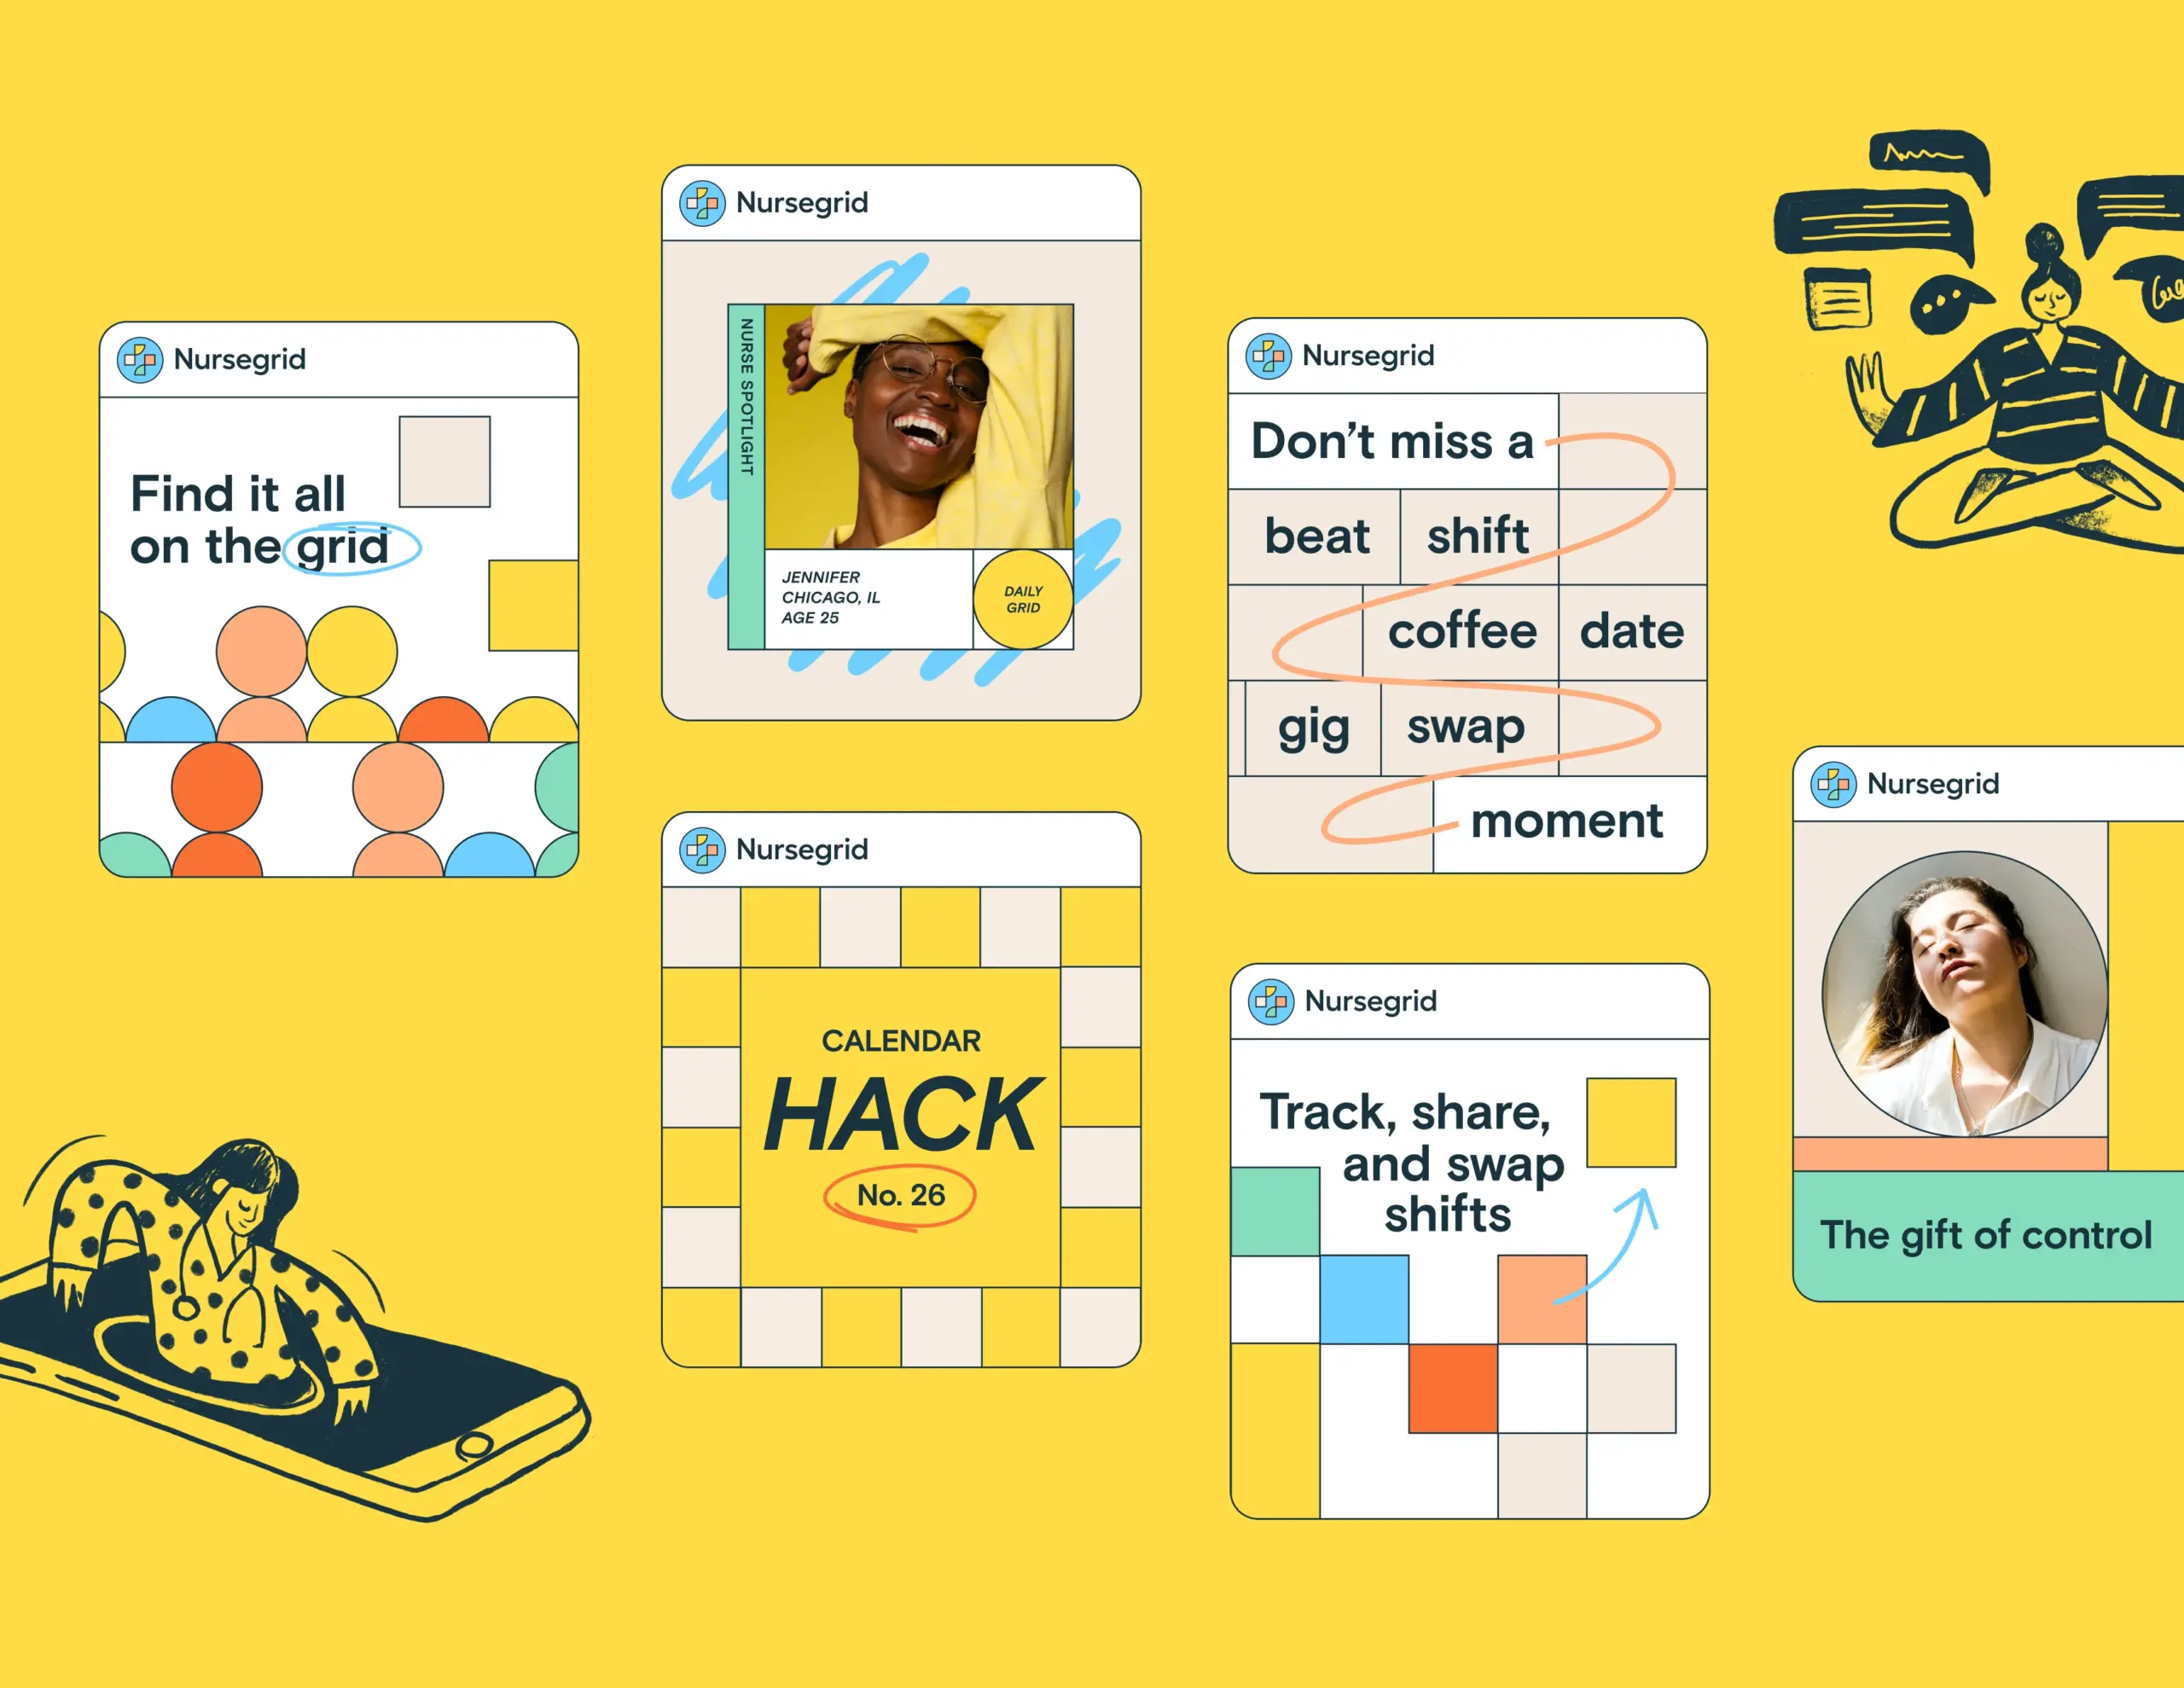 Nursegrid
Find it all
on the grid
Nursegrid
NURSE SPOTLIGHT
JENNIFER
CHICAGO, IL
AGE 25
DAILY
GRID
Nursegrid
CALENDAR
HACK
No. 26
Nursegrid
Don’t miss a
beat shift
coffee date
gig swap
moment
Nursegrid
Track, share,
and swap
shifts
Nursegrid
The gift of control